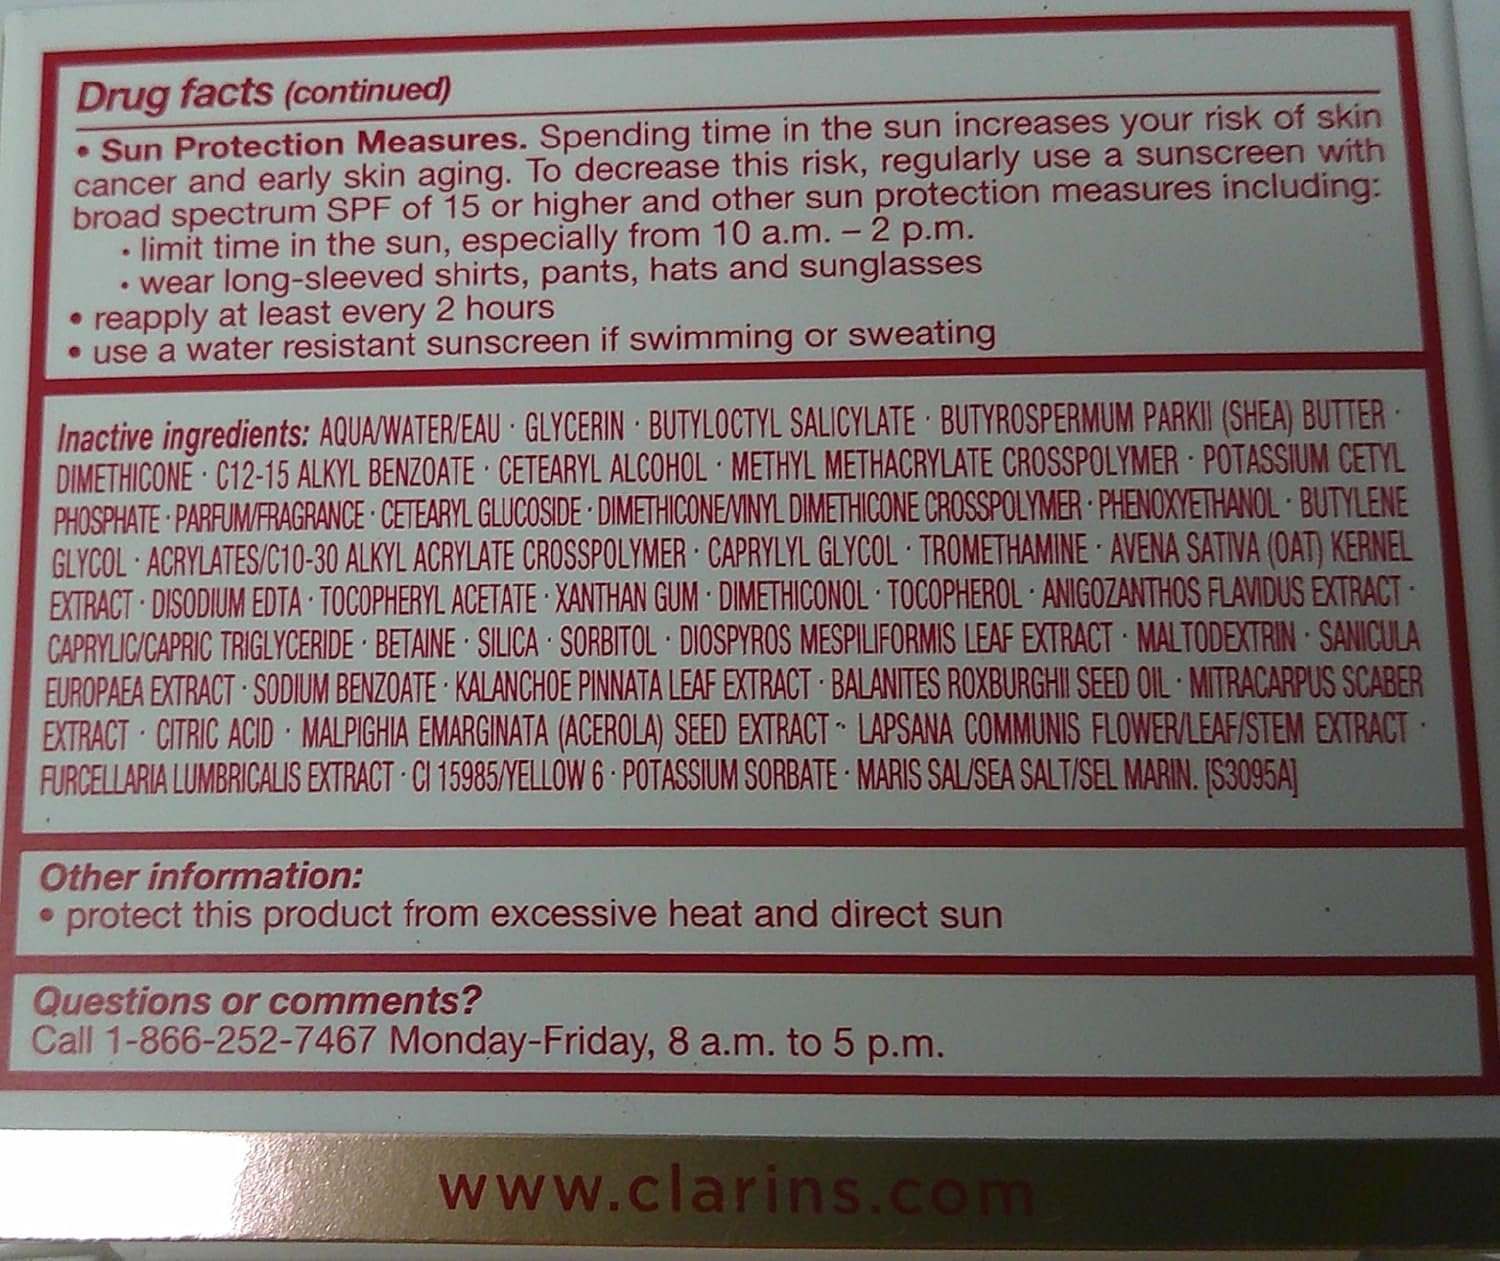 Drug facts (continued)
• Sun Protection Measures. Spending time in the sun increases your risk of skin
cancer and early skin aging. To decrease this risk, regularly use a sunscreen with
broad spectrum SPF of 15 or higher and other sun protection measures including:
• limit time in the sun, especially from 10 a.m. – 2 p.m.
• wear long-sleeved shirts, pants, hats and sunglasses
• reapply at least every 2 hours
• use a water resistant sunscreen if swimming or sweating
Inactive ingredients: AQUA/WATER/EAU · GLYCERIN · BUTYLOCTYL SALICYLATE · BUTYROSPERMUM PARKII (SHEA) BUTTER ·
DIMETHICONE · C12-15 ALKYL BENZOATE · CETEARYL ALCOHOL · METHYL METHACRYLATE CROSSPOLYMER · POTASSIUM CETYL
PHOSPHATE · PARFUM/FRAGRANCE · CETEARYL GLUCOSIDE · DIMETHICONE/VINYL DIMETHICONE CROSSPOLYMER · PHENOXYETHANOL · BUTYLENE
GLYCOL · ACRYLATES/C10-30 ALKYL ACRYLATE CROSSPOLYMER · CAPRYLYL GLYCOL · TROMETHAMINE · AVENA SATIVA (OAT) KERNEL
EXTRACT · DISODIUM EDTA · TOCOPHERYL ACETATE · XANTHAN GUM · DIMETHICONOL · TOCOPHEROL · ANIGOZANTHOS FLAVIDUS EXTRACT ·
CAPRYLIC/CAPRIC TRIGLYCERIDE · BETAINE · SILICA · SORBITOL · DIOSPYROS MESPILIFORMIS LEAF EXTRACT · MALTODEXTRIN · SANICULA
EUROPAEA EXTRACT · SODIUM BENZOATE · KALANCHOE PINNATA LEAF EXTRACT · BALANITES ROXBURGHII SEED OIL · MITRACARPUS SCABER
EXTRACT · CITRIC ACID · MALPIGHIA EMARGINATA (ACEROLA) SEED EXTRACT · LAPSANA COMMUNIS FLOWER/LEAF/STEM EXTRACT ·
FURCELLARIA LUMBRICALIS EXTRACT · CI 15985/YELLOW 6 · POTASSIUM SORBATE · MARIS SAL/SEA SALT/SEL MARIN. [S3095A]
Other information:
• protect this product from excessive heat and direct sun
Questions or comments?
Call 1-866-252-7467 Monday-Friday, 8 a.m. to 5 p.m.
www.clarins.com